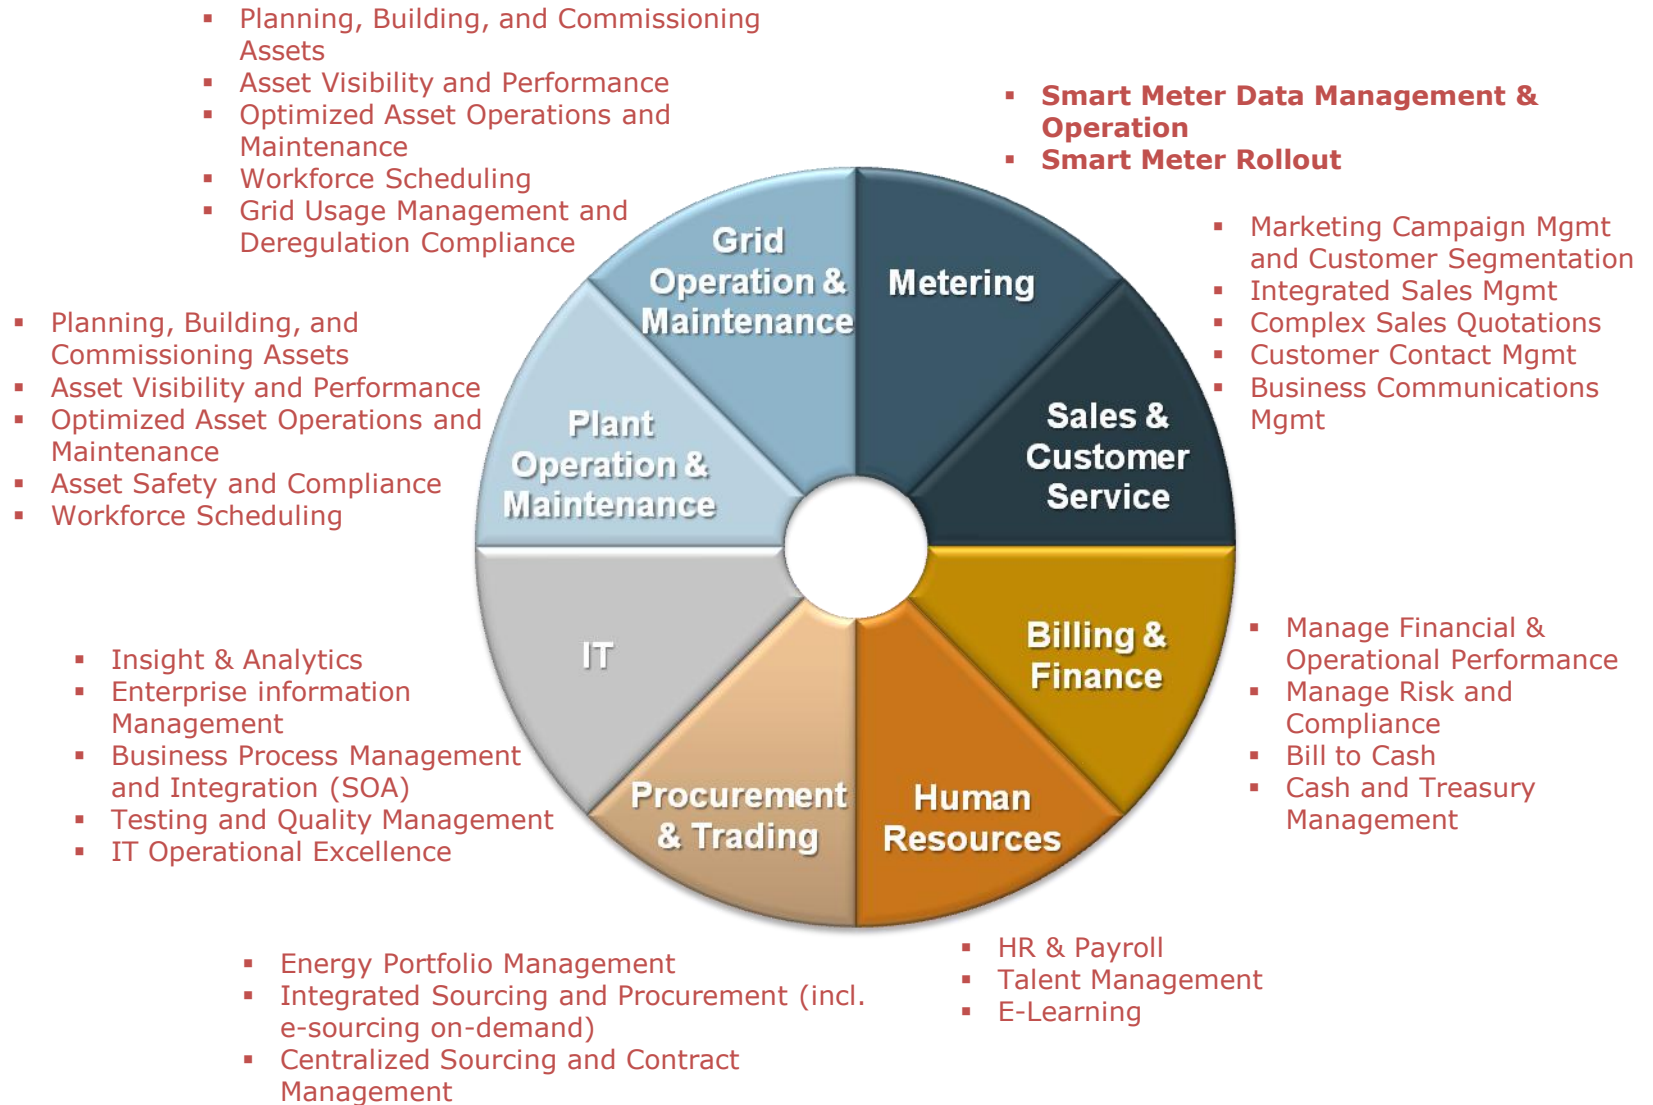 ▪ Planning, Building, and Commissioning
Assets
▪ Asset Visibility and Performance
▪ Optimized Asset Operations and
Maintenance
▪ Workforce Scheduling
▪ Grid Usage Management and
Deregulation Compliance
▪ Smart Meter Data Management &
Operation
▪ Smart Meter Rollout
▪ Marketing Campaign Mgmt
and Customer Segmentation
▪ Integrated Sales Mgmt
▪ Complex Sales Quotations
▪ Customer Contact Mgmt
▪ Business Communications
Mgmt
▪ Planning, Building, and
Commissioning Assets
▪ Asset Visibility and Performance
▪ Optimized Asset Operations and
Maintenance
▪ Asset Safety and Compliance
▪ Workforce Scheduling
Grid
Operation &
Maintenance
Metering
Plant
Operation &
Maintenance
Sales &
Customer
Service
IT
Billing &
Finance
Procurement
& Trading
Human
Resources
▪ Insight & Analytics
▪ Enterprise information
Management
▪ Business Process Management
and Integration (SOA)
▪ Testing and Quality Management
▪ IT Operational Excellence
▪ Manage Financial &
Operational Performance
▪ Manage Risk and
Compliance
▪ Bill to Cash
▪ Cash and Treasury
Management
▪ Energy Portfolio Management
▪ Integrated Sourcing and Procurement (incl.
e-sourcing on-demand)
▪ Centralized Sourcing and Contract
Management
▪ HR & Payroll
▪ Talent Management
▪ E-Learning